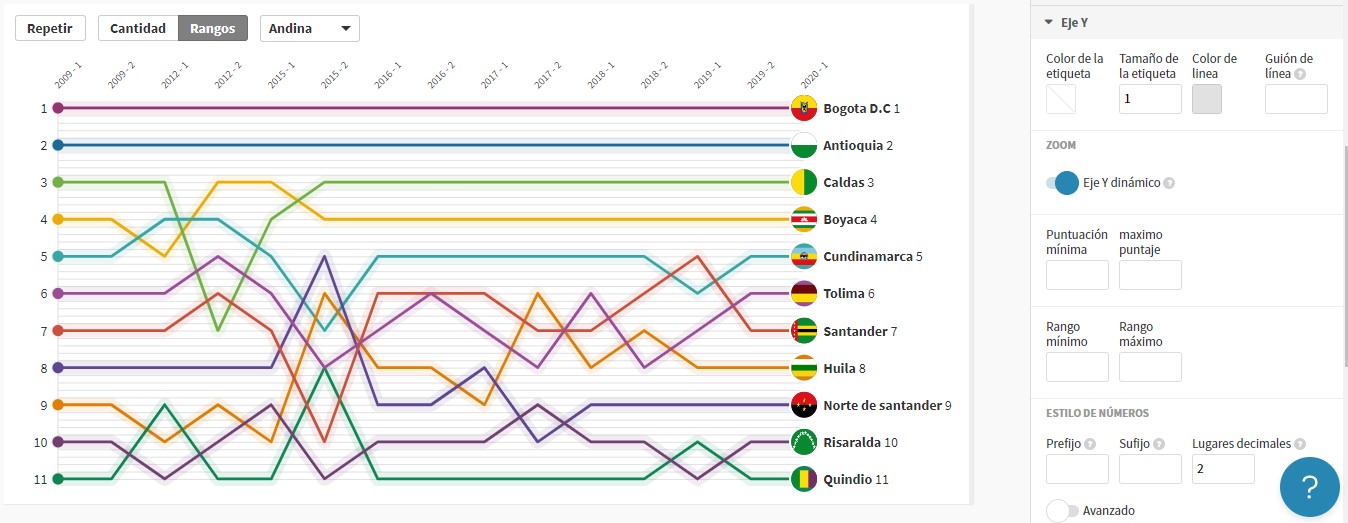 Repetir
Cantidad
Rangos
Andina
2009 - 1
2009 - 2
2012 - 1
2012 - 2
2015 - 1
2015 - 2
2016 - 1
2016 - 2
2017 - 1
2017 - 2
2018 - 1
2018 - 2
2019 - 1
2019 - 2
2020 - 1
1
Bogota D.C 1
2
Antioquia 2
3
Caldas 3
4
Boyaca 4
5
Cundinamarca 5
6
Tolima 6
7
Santander 7
8
Huila 8
9
Norte de santander 9
10
Risaralda 10
11
Quindio 11
Eje Y
Color de la
etiqueta
Tamaño de
la etiqueta
1
Color de
linea
Guión de
línea ?
ZOOM
Eje Y dinámico ?
Puntuación
mínima
maximo
puntaje
Rango
mínimo
Rango
máximo
ESTILO DE NÚMEROS
Prefijo ?
Sufijo ?
Lugares decimales ?
2
Avanzado
?